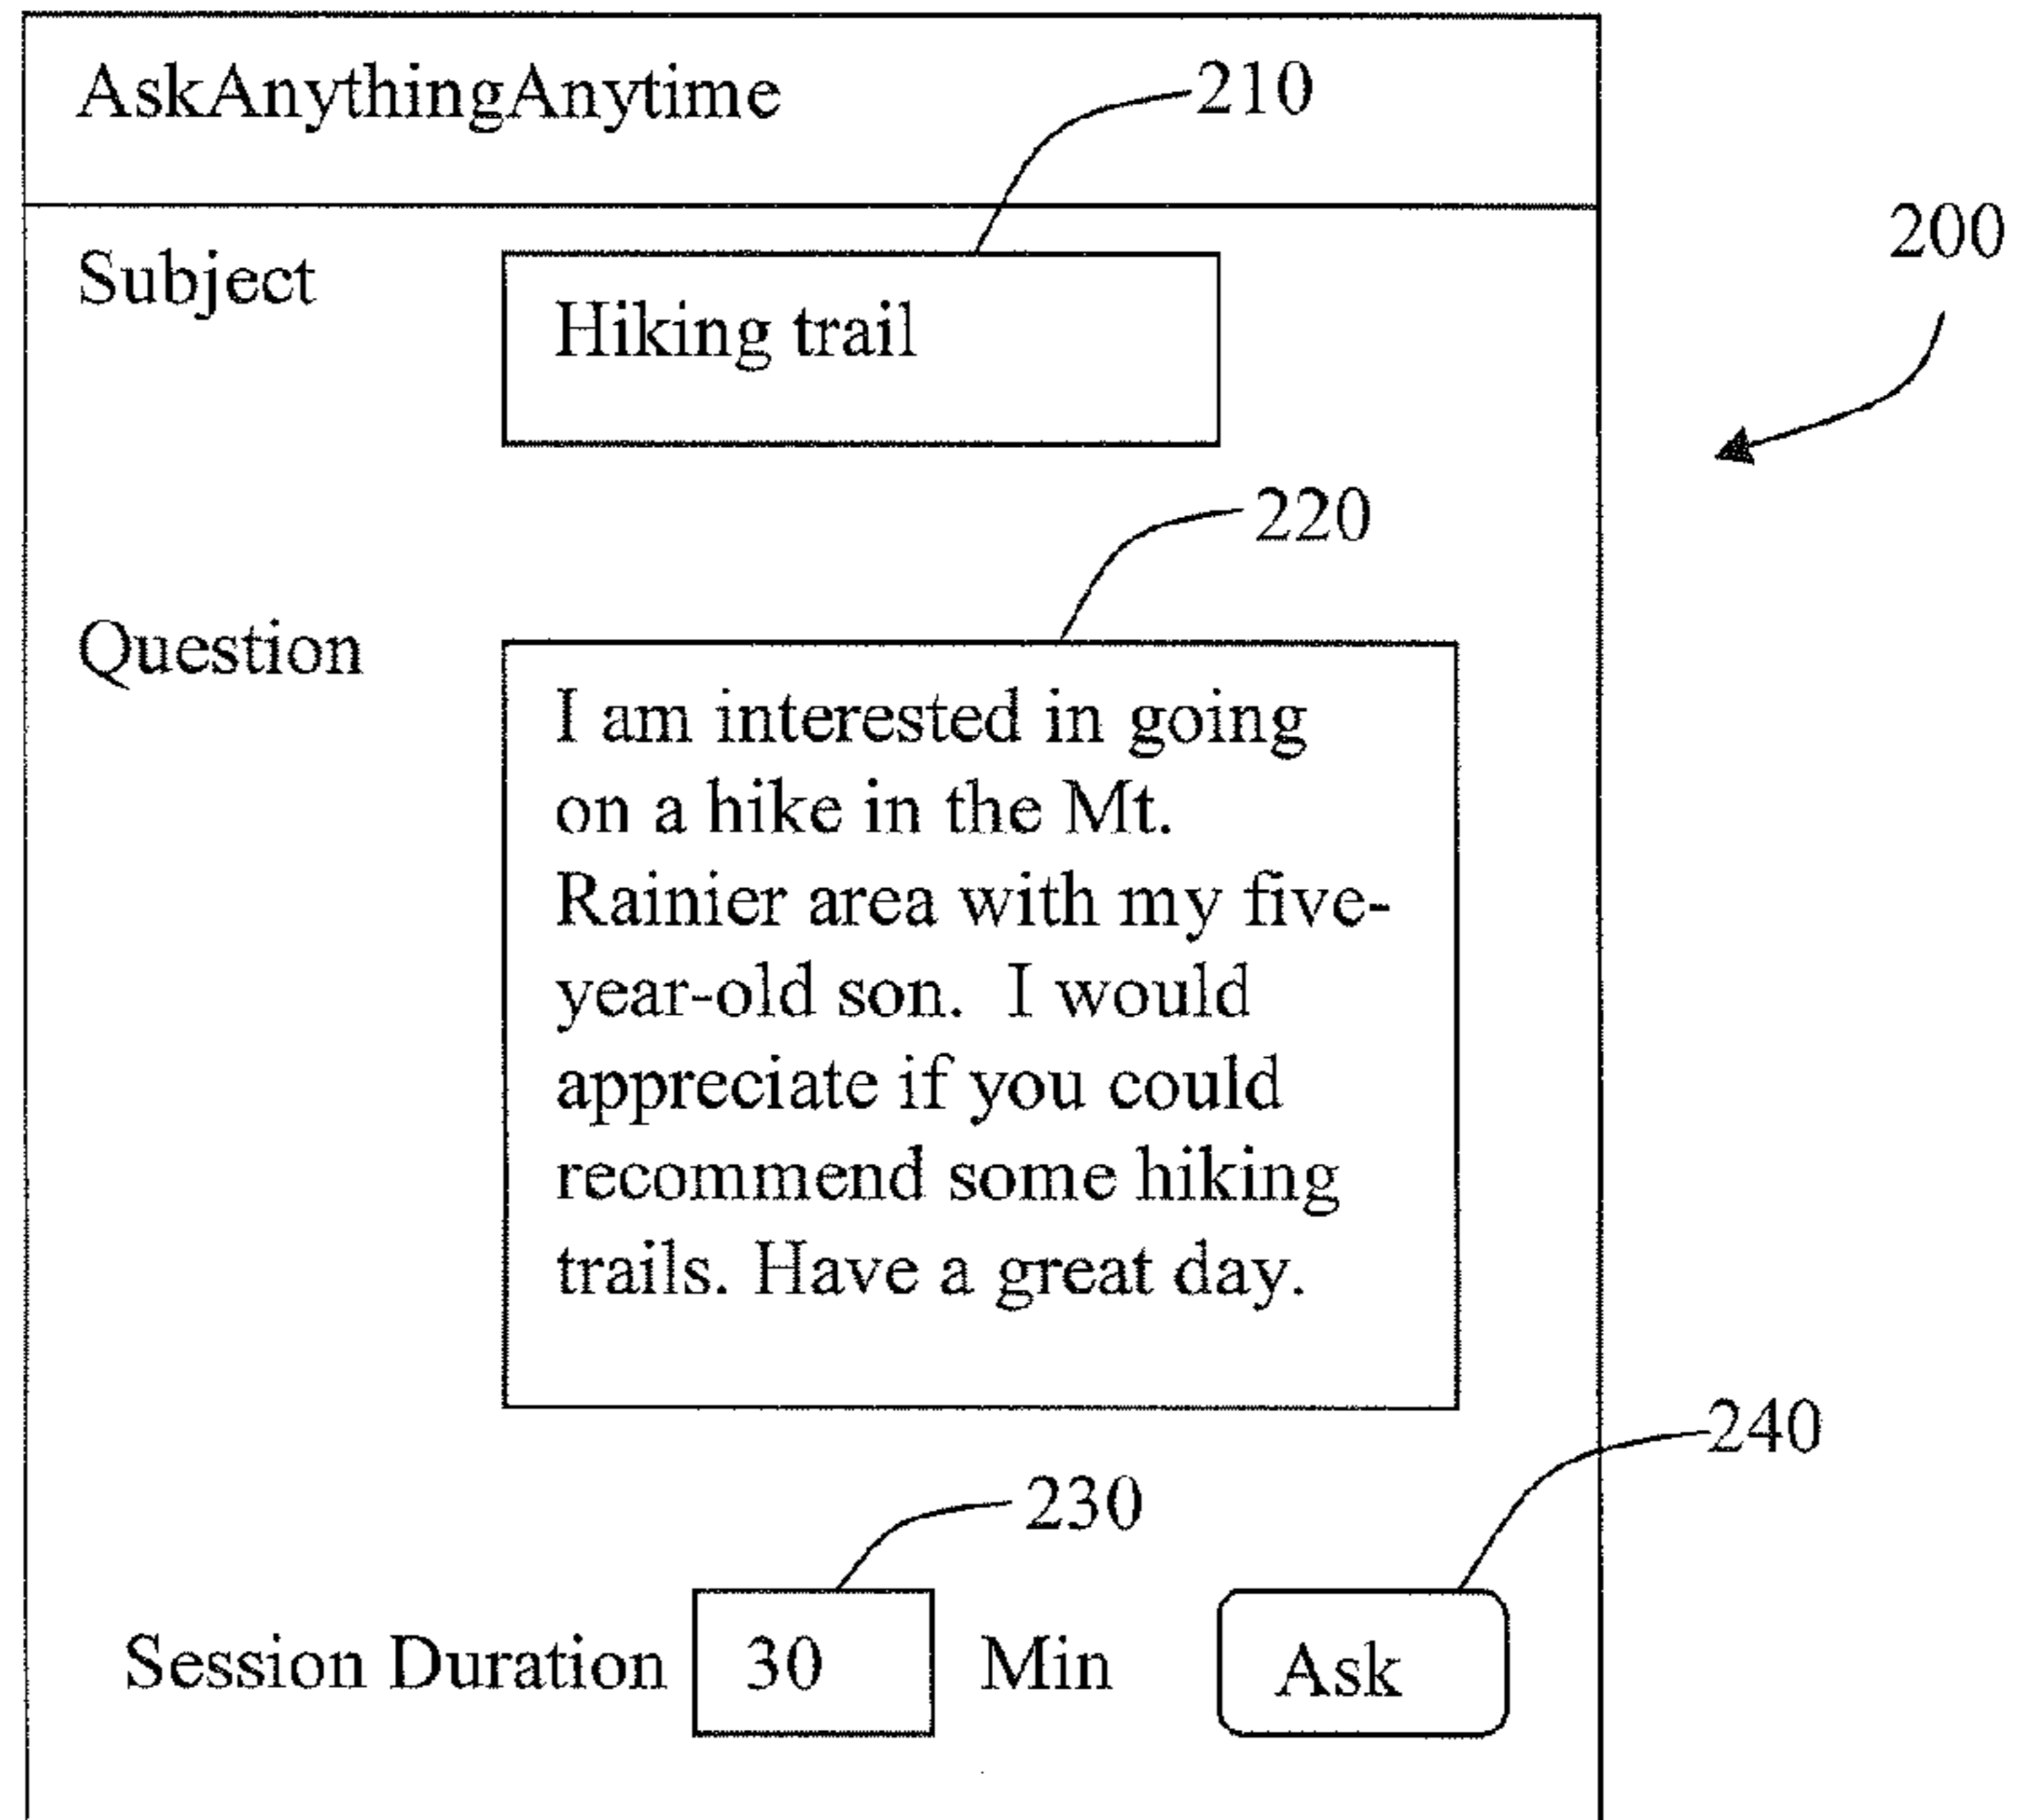 AskAnythingAnytime
210
200
Subject
Hiking trail
220
Question
I am interested in going
on a hike in the Mt.
Rainier area with my five-
year-old son.  I would
appreciate if you could
recommend some hiking
trails. Have a great day.
240
230
Session Duration 30 Min Ask